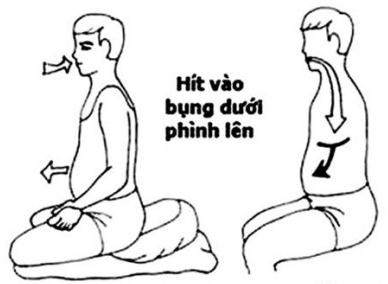 Hít vào
bụng dưới
phình lên